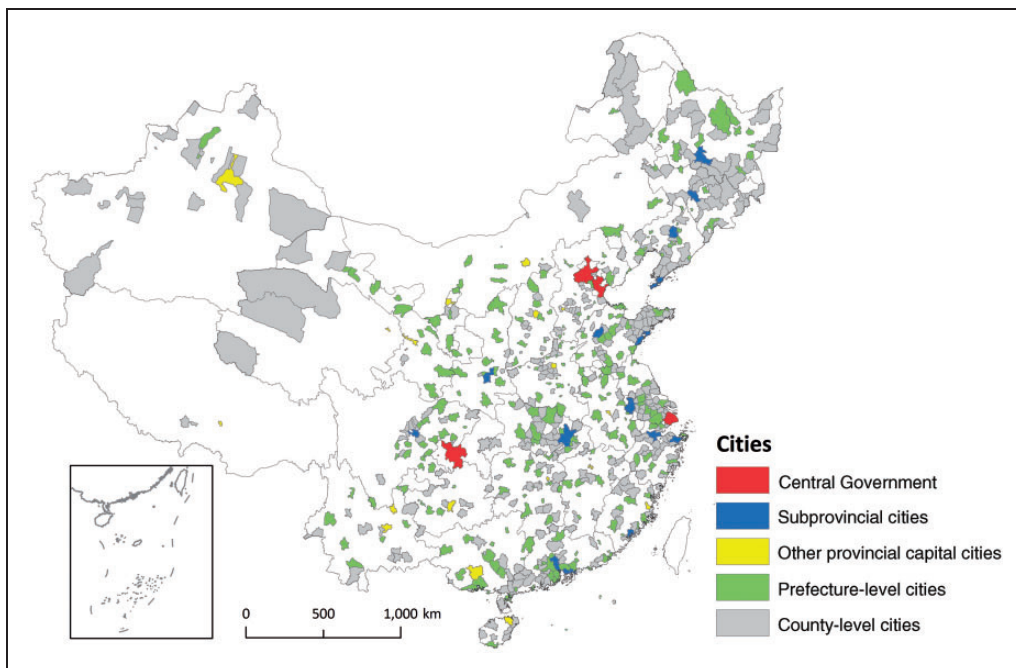 Cities
Central Government
Subprovincial cities
Other provincial capital cities
Prefecture-level cities
County-level cities
0 500 1,000 km